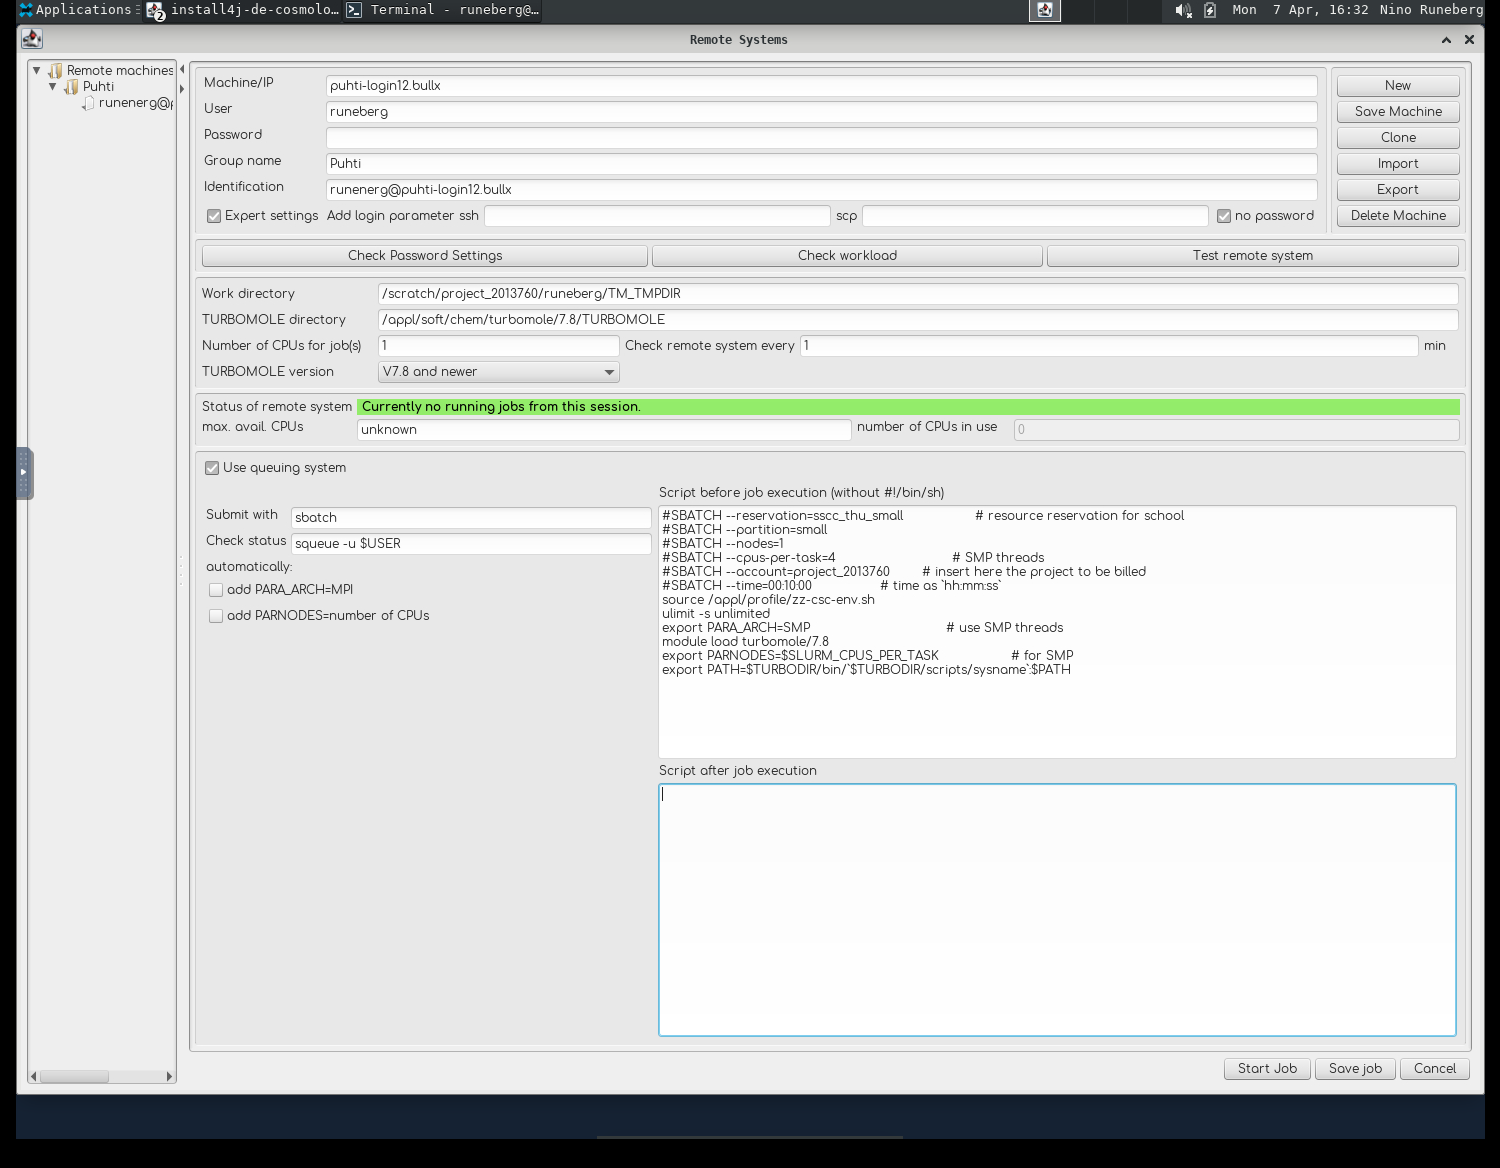 Applications
install4j-de-cosmolo…
Terminal - runeberg@…
Mon 7 Apr, 16:32 Nino Runeberg
Remote Systems
Remote machines
Puhti
runenerg@p
Machine/IP puhti-login12.bullx
User runeberg
Password
Group name Puhti
Identification runenerg@puhti-login12.bullx
Expert settings Add login parameter ssh scp no password
New
Save Machine
Clone
Import
Export
Delete Machine
Check Password Settings Check workload Test remote system
Work directory /scratch/project_2013760/runeberg/TM_TMPDIR
TURBOMOLE directory /appl/soft/chem/turbomole/7.8/TURBOMOLE
Number of CPUs for job(s) 1 Check remote system every 1 min
TURBOMOLE version V7.8 and newer
Status of remote system Currently no running jobs from this session.
max. avail. CPUs unknown number of CPUs in use 0
Use queuing system
Submit with sbatch
Check status squeue -u $USER
automatically:
add PARA_ARCH=MPI
add PARNODES=number of CPUs
Script before job execution (without #!/bin/sh)
#SBATCH --reservation=sscc_thu_small # resource reservation for school
#SBATCH --partition=small
#SBATCH --nodes=1
#SBATCH --cpus-per-task=4 # SMP threads
#SBATCH --account=project_2013760 # insert here the project to be billed
#SBATCH --time=00:10:00 # time as `hh:mm:ss`
source /appl/profile/zz-csc-env.sh
ulimit -s unlimited
export PARA_ARCH=SMP # use SMP threads
module load turbomole/7.8
export PARNODES=$SLURM_CPUS_PER_TASK # for SMP
export PATH=$TURBODIR/bin/`$TURBODIR/scripts/sysname`:$PATH
Script after job execution
Start Job Save job Cancel